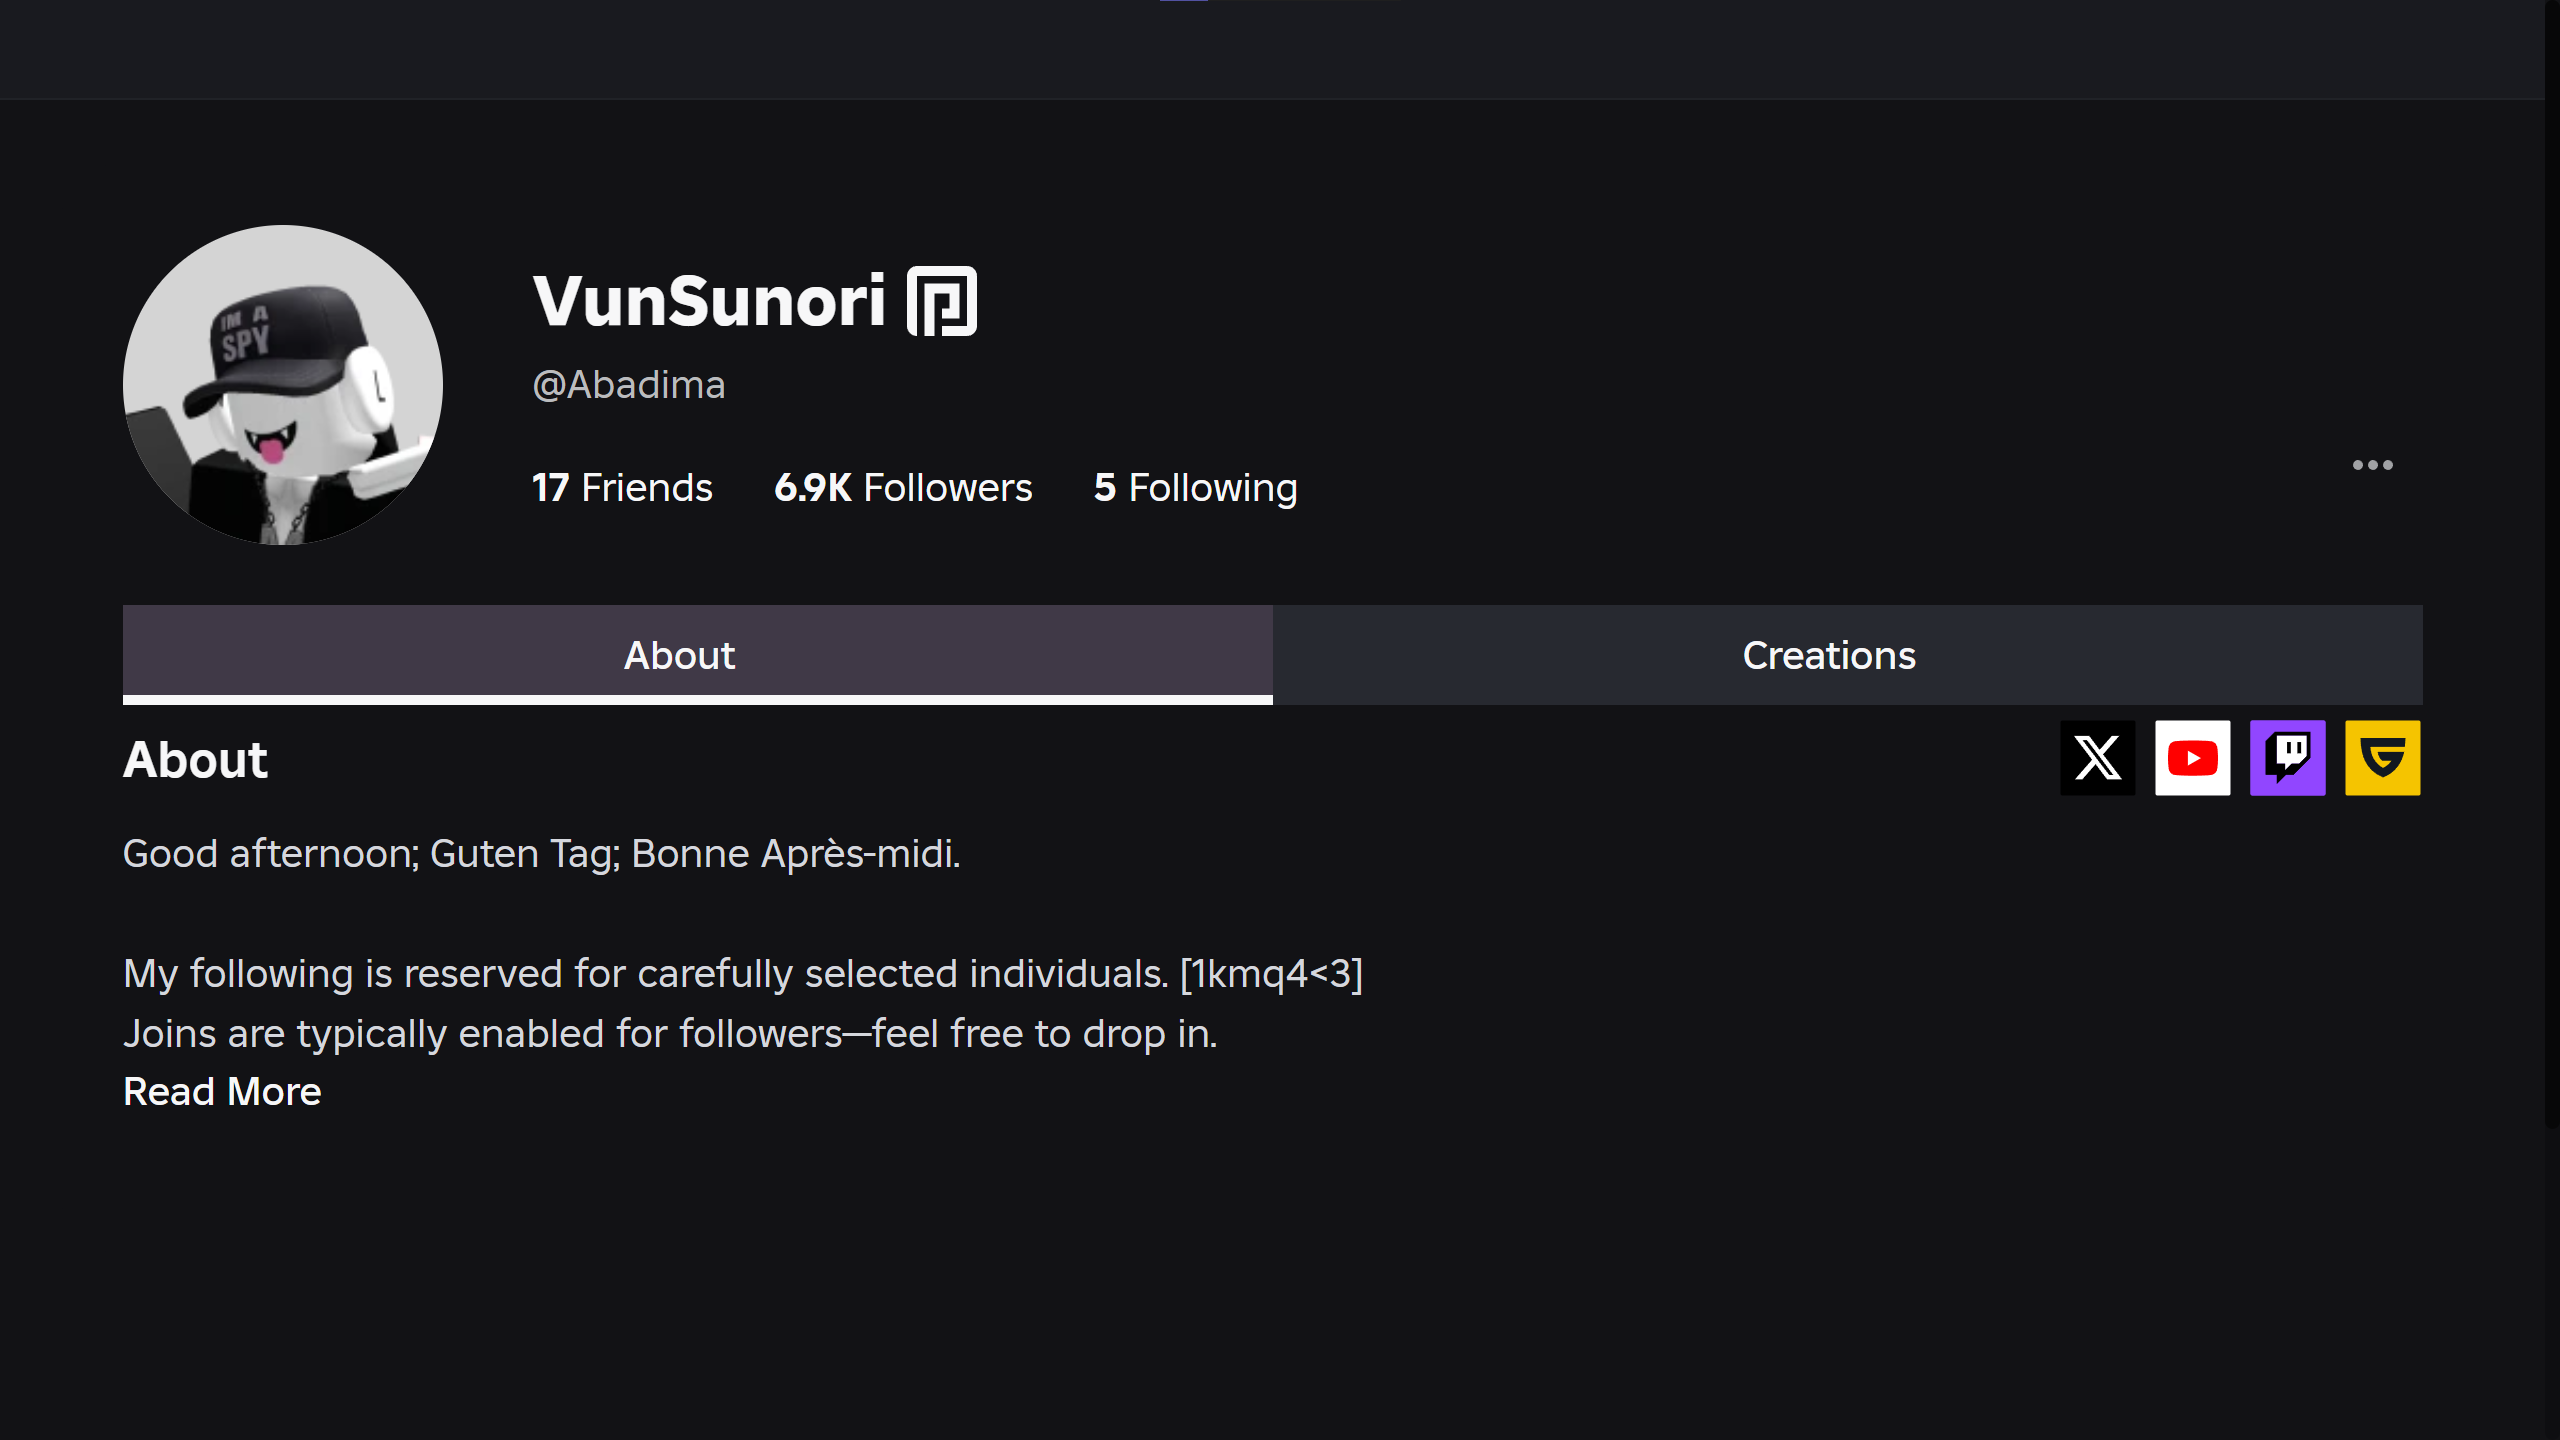 IM A
SPY
L
VunSunori
@Abadima
17 Friends 6.9K Followers 5 Following
About Creations
About
Good afternoon; Guten Tag; Bonne Après-midi.
My following is reserved for carefully selected individuals. [1kmq4<3]
Joins are typically enabled for followers—feel free to drop in.
Read More